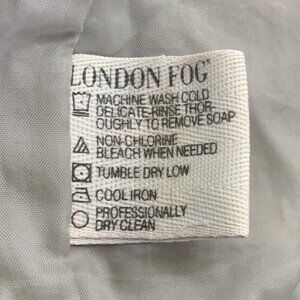 LONDON FOG®
MACHINE WASH COLD
DELICATE-RINSE THOR-
OUGHLY TO REMOVE SOAP
NON-CHLORINE
BLEACH WHEN NEEDED
TUMBLE DRY LOW
COOL IRON
PROFESSIONALLY
DRY CLEAN